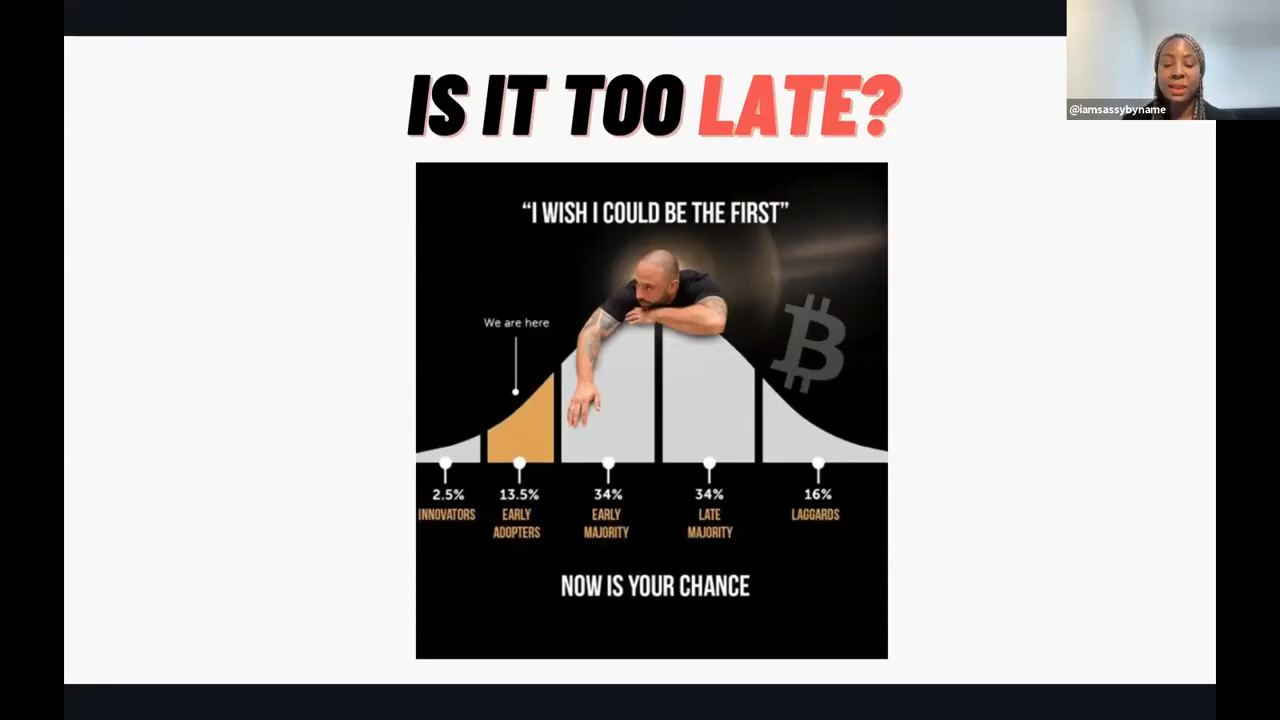 IS IT TOO LATE?
@iamsassybyname
“I WISH I COULD BE THE FIRST”
We are here
2.5%
INNOVATORS
13.5%
EARLY
ADOPTERS
34%
EARLY
MAJORITY
34%
LATE
MAJORITY
16%
LAGGARDS
NOW IS YOUR CHANCE